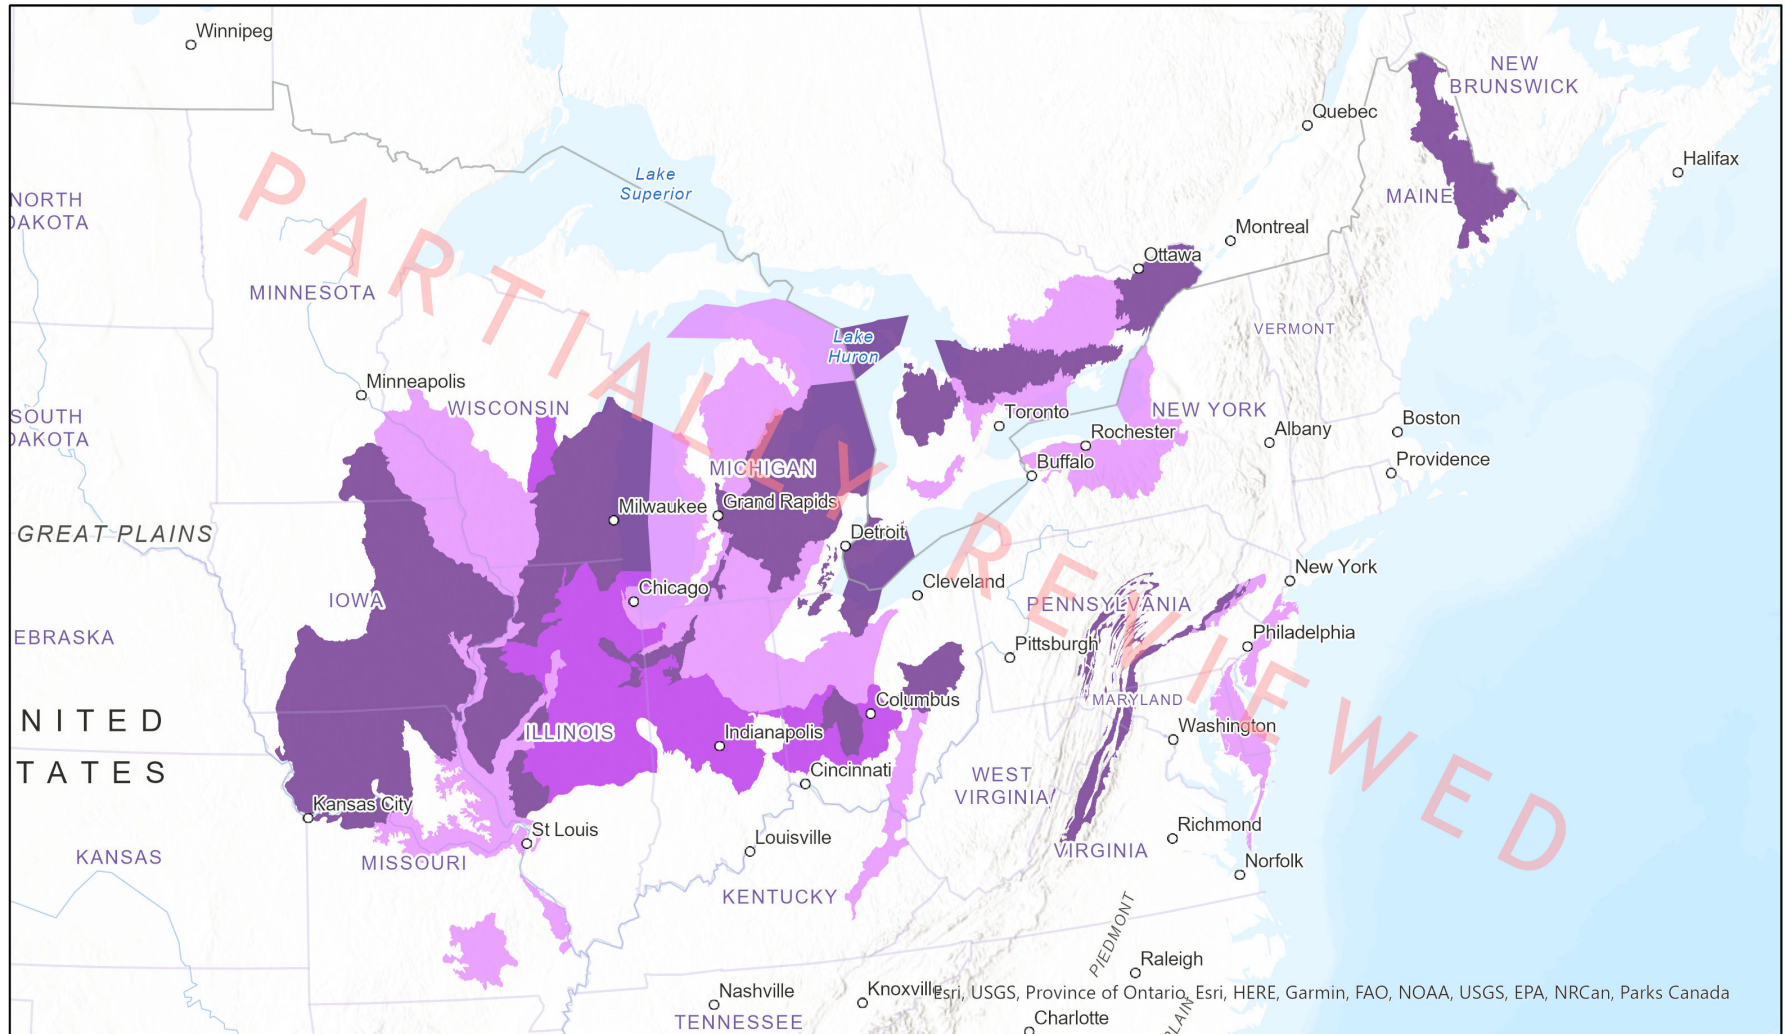 Winnipeg
NEW
BRUNSWICK
Quebec
Halifax
Lake
Superior
NORTH
DAKOTA
MAINE
Montreal
Ottawa
MINNESOTA
VERMONT
Lake
Huron
Minneapolis
WISCONSIN
SOUTH
DAKOTA
Toronto
NEW YORK
Rochester
Albany
Boston
Providence
Buffalo
MICHIGAN
Milwaukee
Grand Rapids
GREAT PLAINS
Detroit
New York
Cleveland
Chicago
IOWA
PENNSYLVANIA
EBRASKA
Philadelphia
Pittsburgh
MARYLAND
Columbus
NITED
TATES
ILLINOIS
Indianapolis
Washington
Cincinnati
WEST
VIRGINIA
Kansas City
St Louis
Louisville
Richmond
VIRGINIA
KANSAS
MISSOURI
Norfolk
KENTUCKY
PIEDMONT
Raleigh
Nashville
Knoxville
TENNESSEE
Charlotte
LAIN
PARTIALLY REVIEWED
Esri, USGS, Province of Ontario, Esri, HERE, Garmin, FAO, NOAA, USGS, EPA, NRCan, Parks Canada